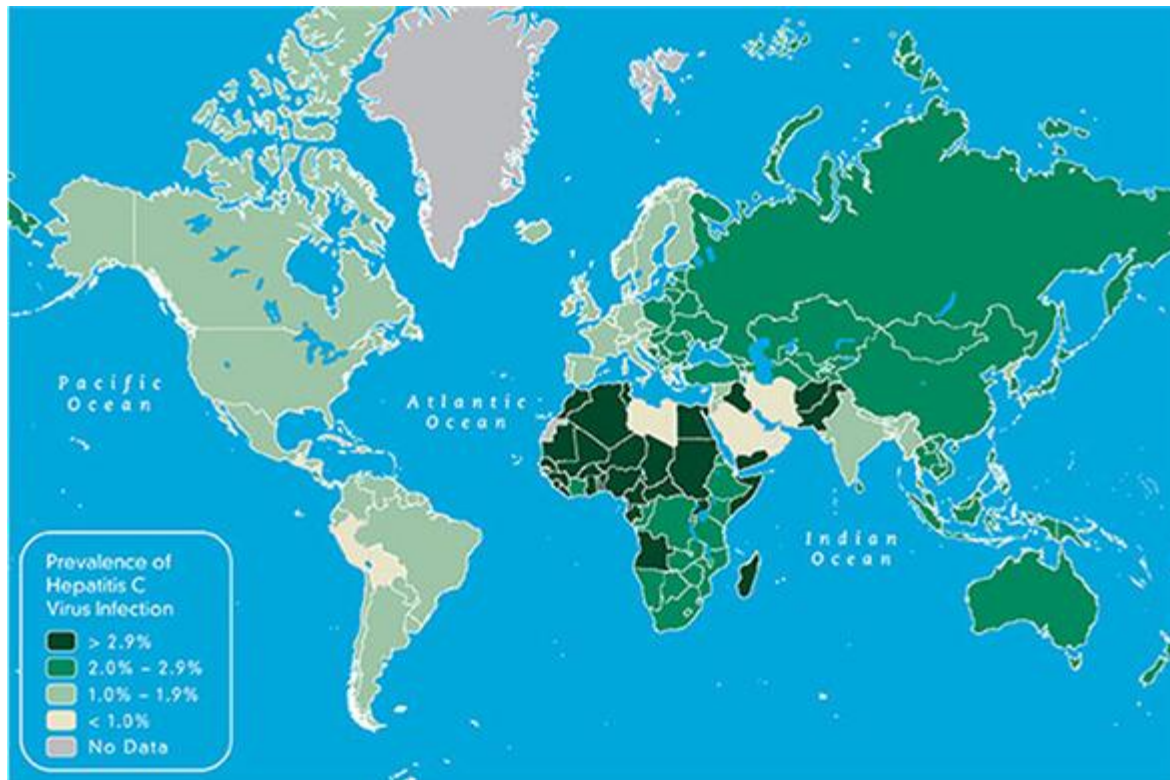 Pacific
Ocean
Atlantic
Ocean
Indian
Ocean
Prevalence of
Hepatitis C
Virus Infection
> 2.9%
2.0% – 2.9%
1.0% – 1.9%
< 1.0%
No Data